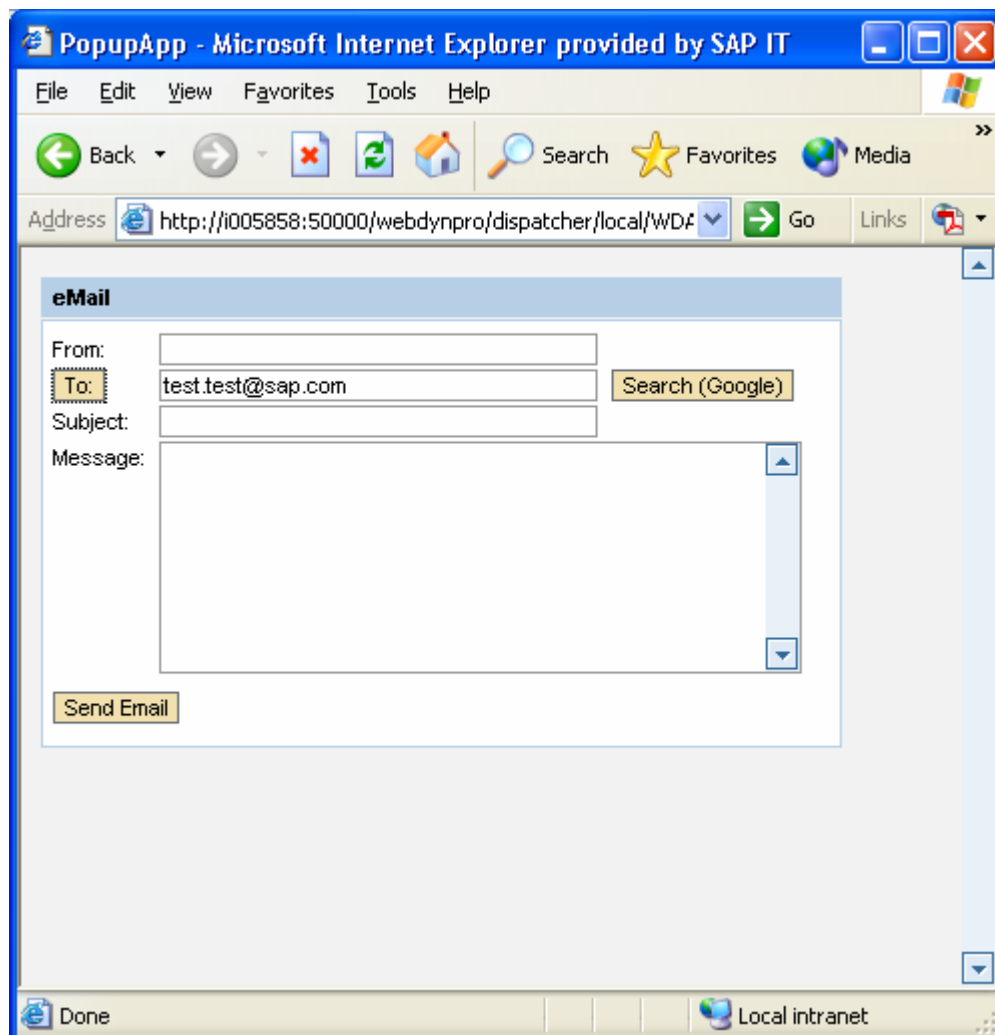 PopupApp - Microsoft Internet Explorer provided by SAP IT
File Edit View Favorites Tools Help
Back Search Favorites Media »
Address http://i005858:50000/webdynpro/dispatcher/local/WDA Go Links
eMail
From:
To: test.test@sap.com Search (Google)
Subject:
Message:
Send Email
Done Local intranet